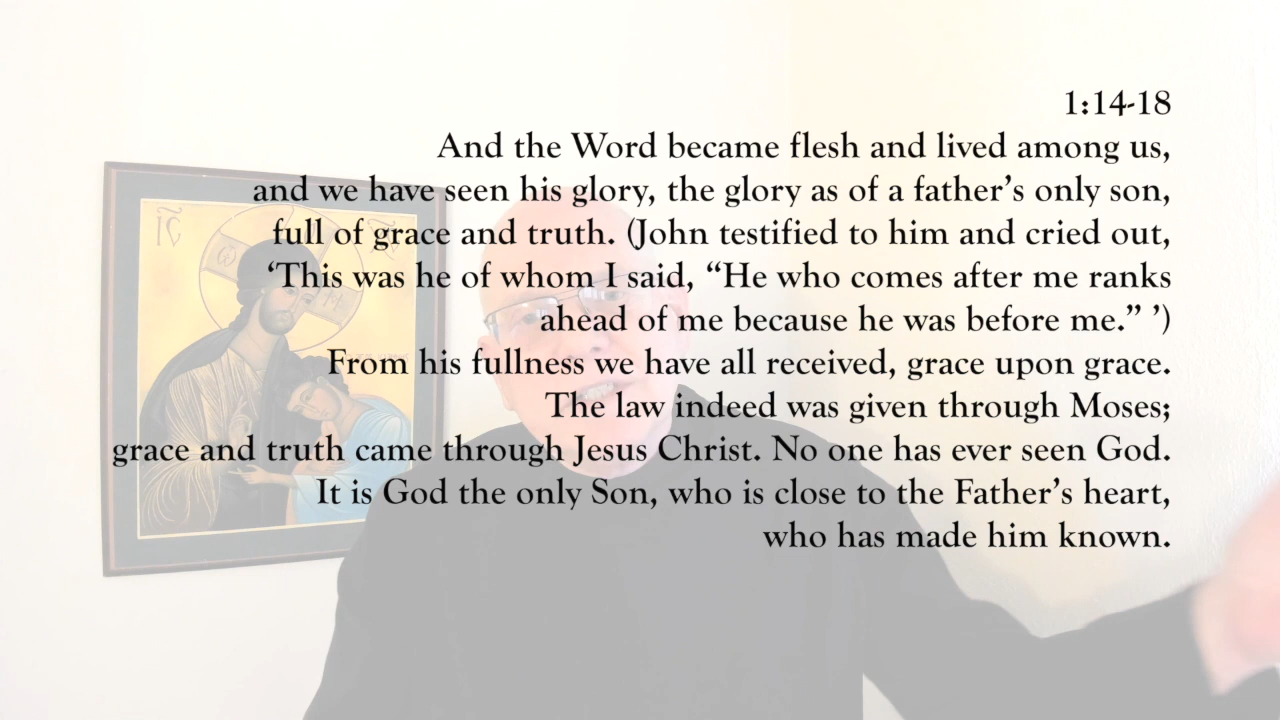 1:14-18
And the Word became flesh and lived among us,
and we have seen his glory, the glory as of a father’s only son,
full of grace and truth. (John testified to him and cried out,
‘This was he of whom I said, “He who comes after me ranks
ahead of me because he was before me.” ’)
From his fullness we have all received, grace upon grace.
The law indeed was given through Moses;
grace and truth came through Jesus Christ. No one has ever seen God.
It is God the only Son, who is close to the Father’s heart,
who has made him known.